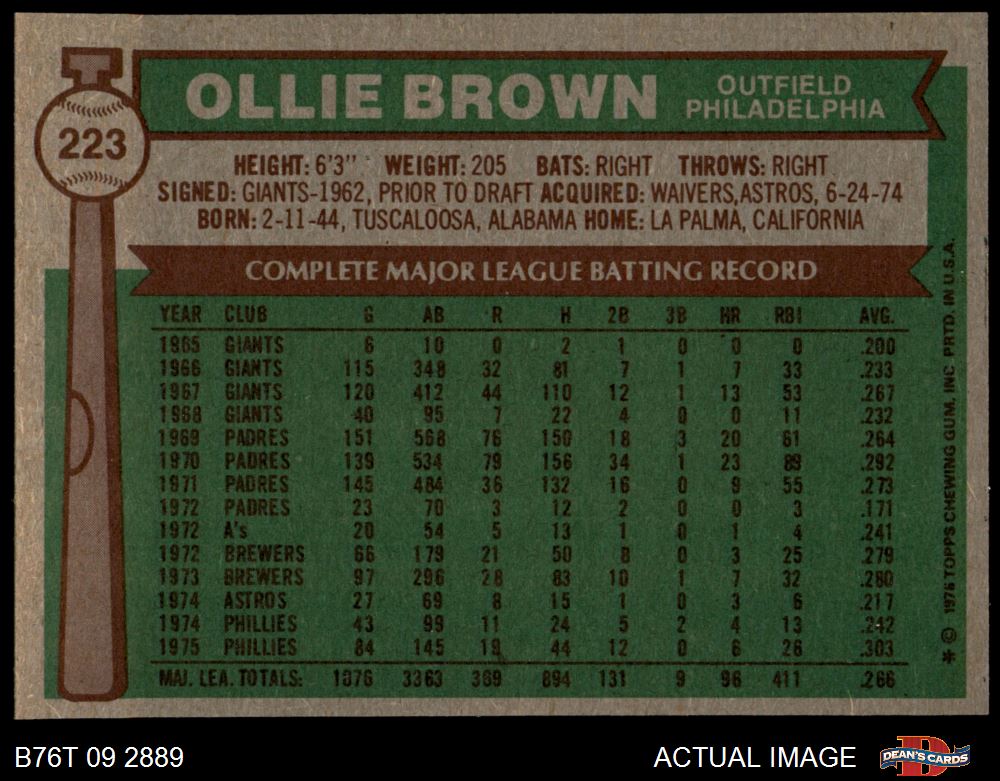 OLLIE BROWN
OUTFIELD
PHILADELPHIA
223
HEIGHT: 6'3" WEIGHT: 205 BATS: RIGHT THROWS: RIGHT
SIGNED: GIANTS-1962, PRIOR TO DRAFT ACQUIRED: WAIVERS,ASTROS, 6-24-74
BORN: 2-11-44, TUSCALOOSA, ALABAMA HOME: LA PALMA, CALIFORNIA
COMPLETE MAJOR LEAGUE BATTING RECORD
YEAR CLUB G AB R H 2B 3B HR RBI AVG.
1965 GIANTS 6 10 0 2 1 0 0 0 .200
1966 GIANTS 115 348 32 81 7 1 7 33 .233
1967 GIANTS 120 412 44 110 12 1 13 53 .267
1968 GIANTS 40 95 7 22 4 0 0 11 .232
1969 PADRES 151 568 76 150 18 3 20 61 .264
1970 PADRES 139 534 79 156 34 1 23 89 .292
1971 PADRES 145 484 36 132 16 0 9 55 .273
1972 PADRES 23 70 3 12 2 0 0 3 .171
1972 A's 20 54 5 13 1 0 1 4 .241
1972 BREWERS 66 179 21 50 8 0 3 25 .279
1973 BREWERS 97 296 28 83 10 1 7 32 .280
1974 ASTROS 27 69 8 15 1 0 3 6 .217
1974 PHILLIES 43 99 11 24 5 2 4 13 .242
1975 PHILLIES 84 145 19 44 12 0 6 26 .303
MAJ. LEA. TOTALS: 1076 3363 369 894 131 9 96 411 .266
* © 1976 TOPPS CHEWING GUM, INC. PRTD. IN U.S.A.
B76T 09 2889
ACTUAL IMAGE
D
DEAN'S CARDS